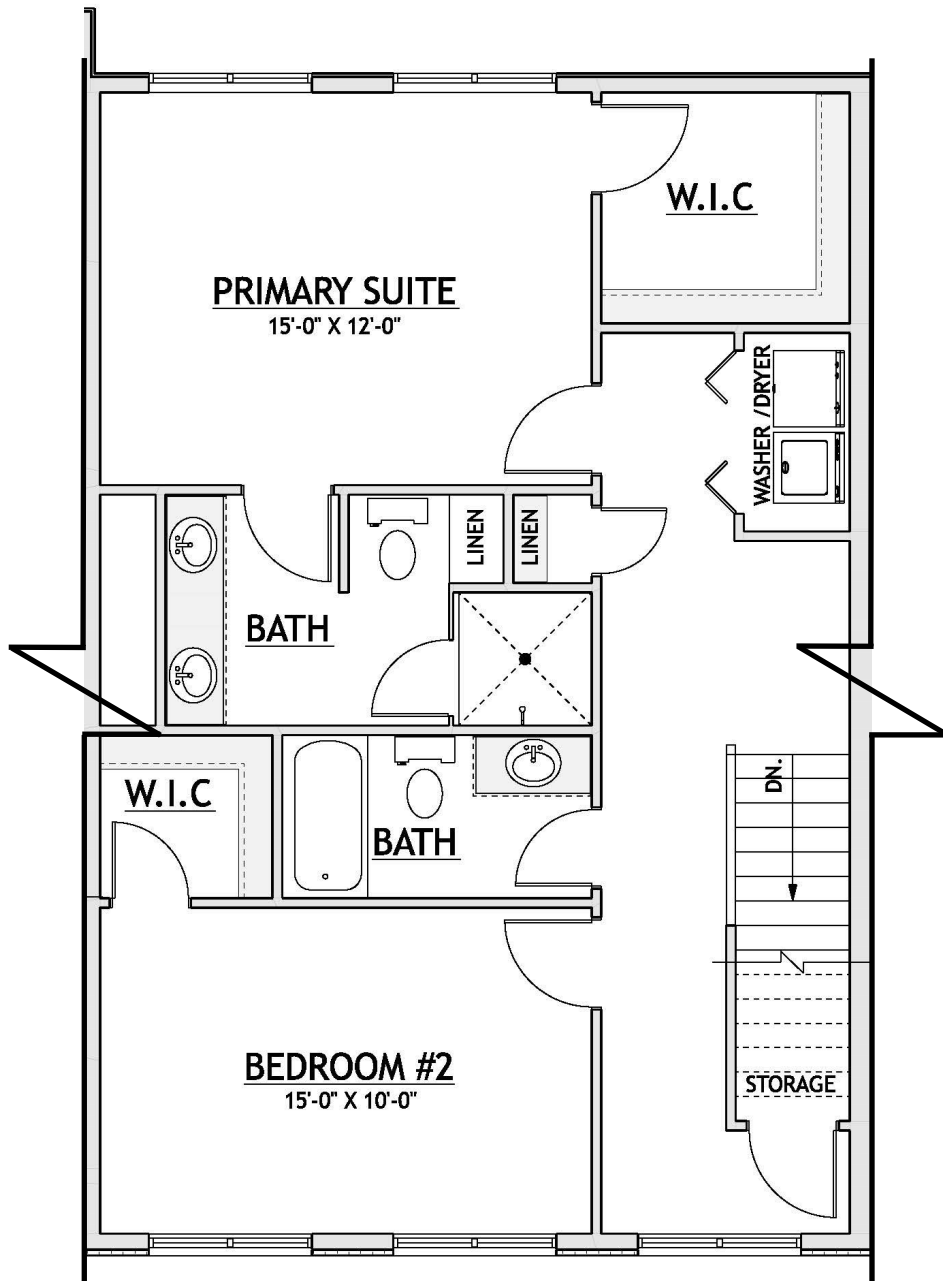 W.I.C
PRIMARY SUITE
15'-0" X 12'-0"
WASHER /DRYER
LINEN
LINEN
BATH
DN.
W.I.C
BATH
BEDROOM #2
15'-0" X 10'-0"
STORAGE